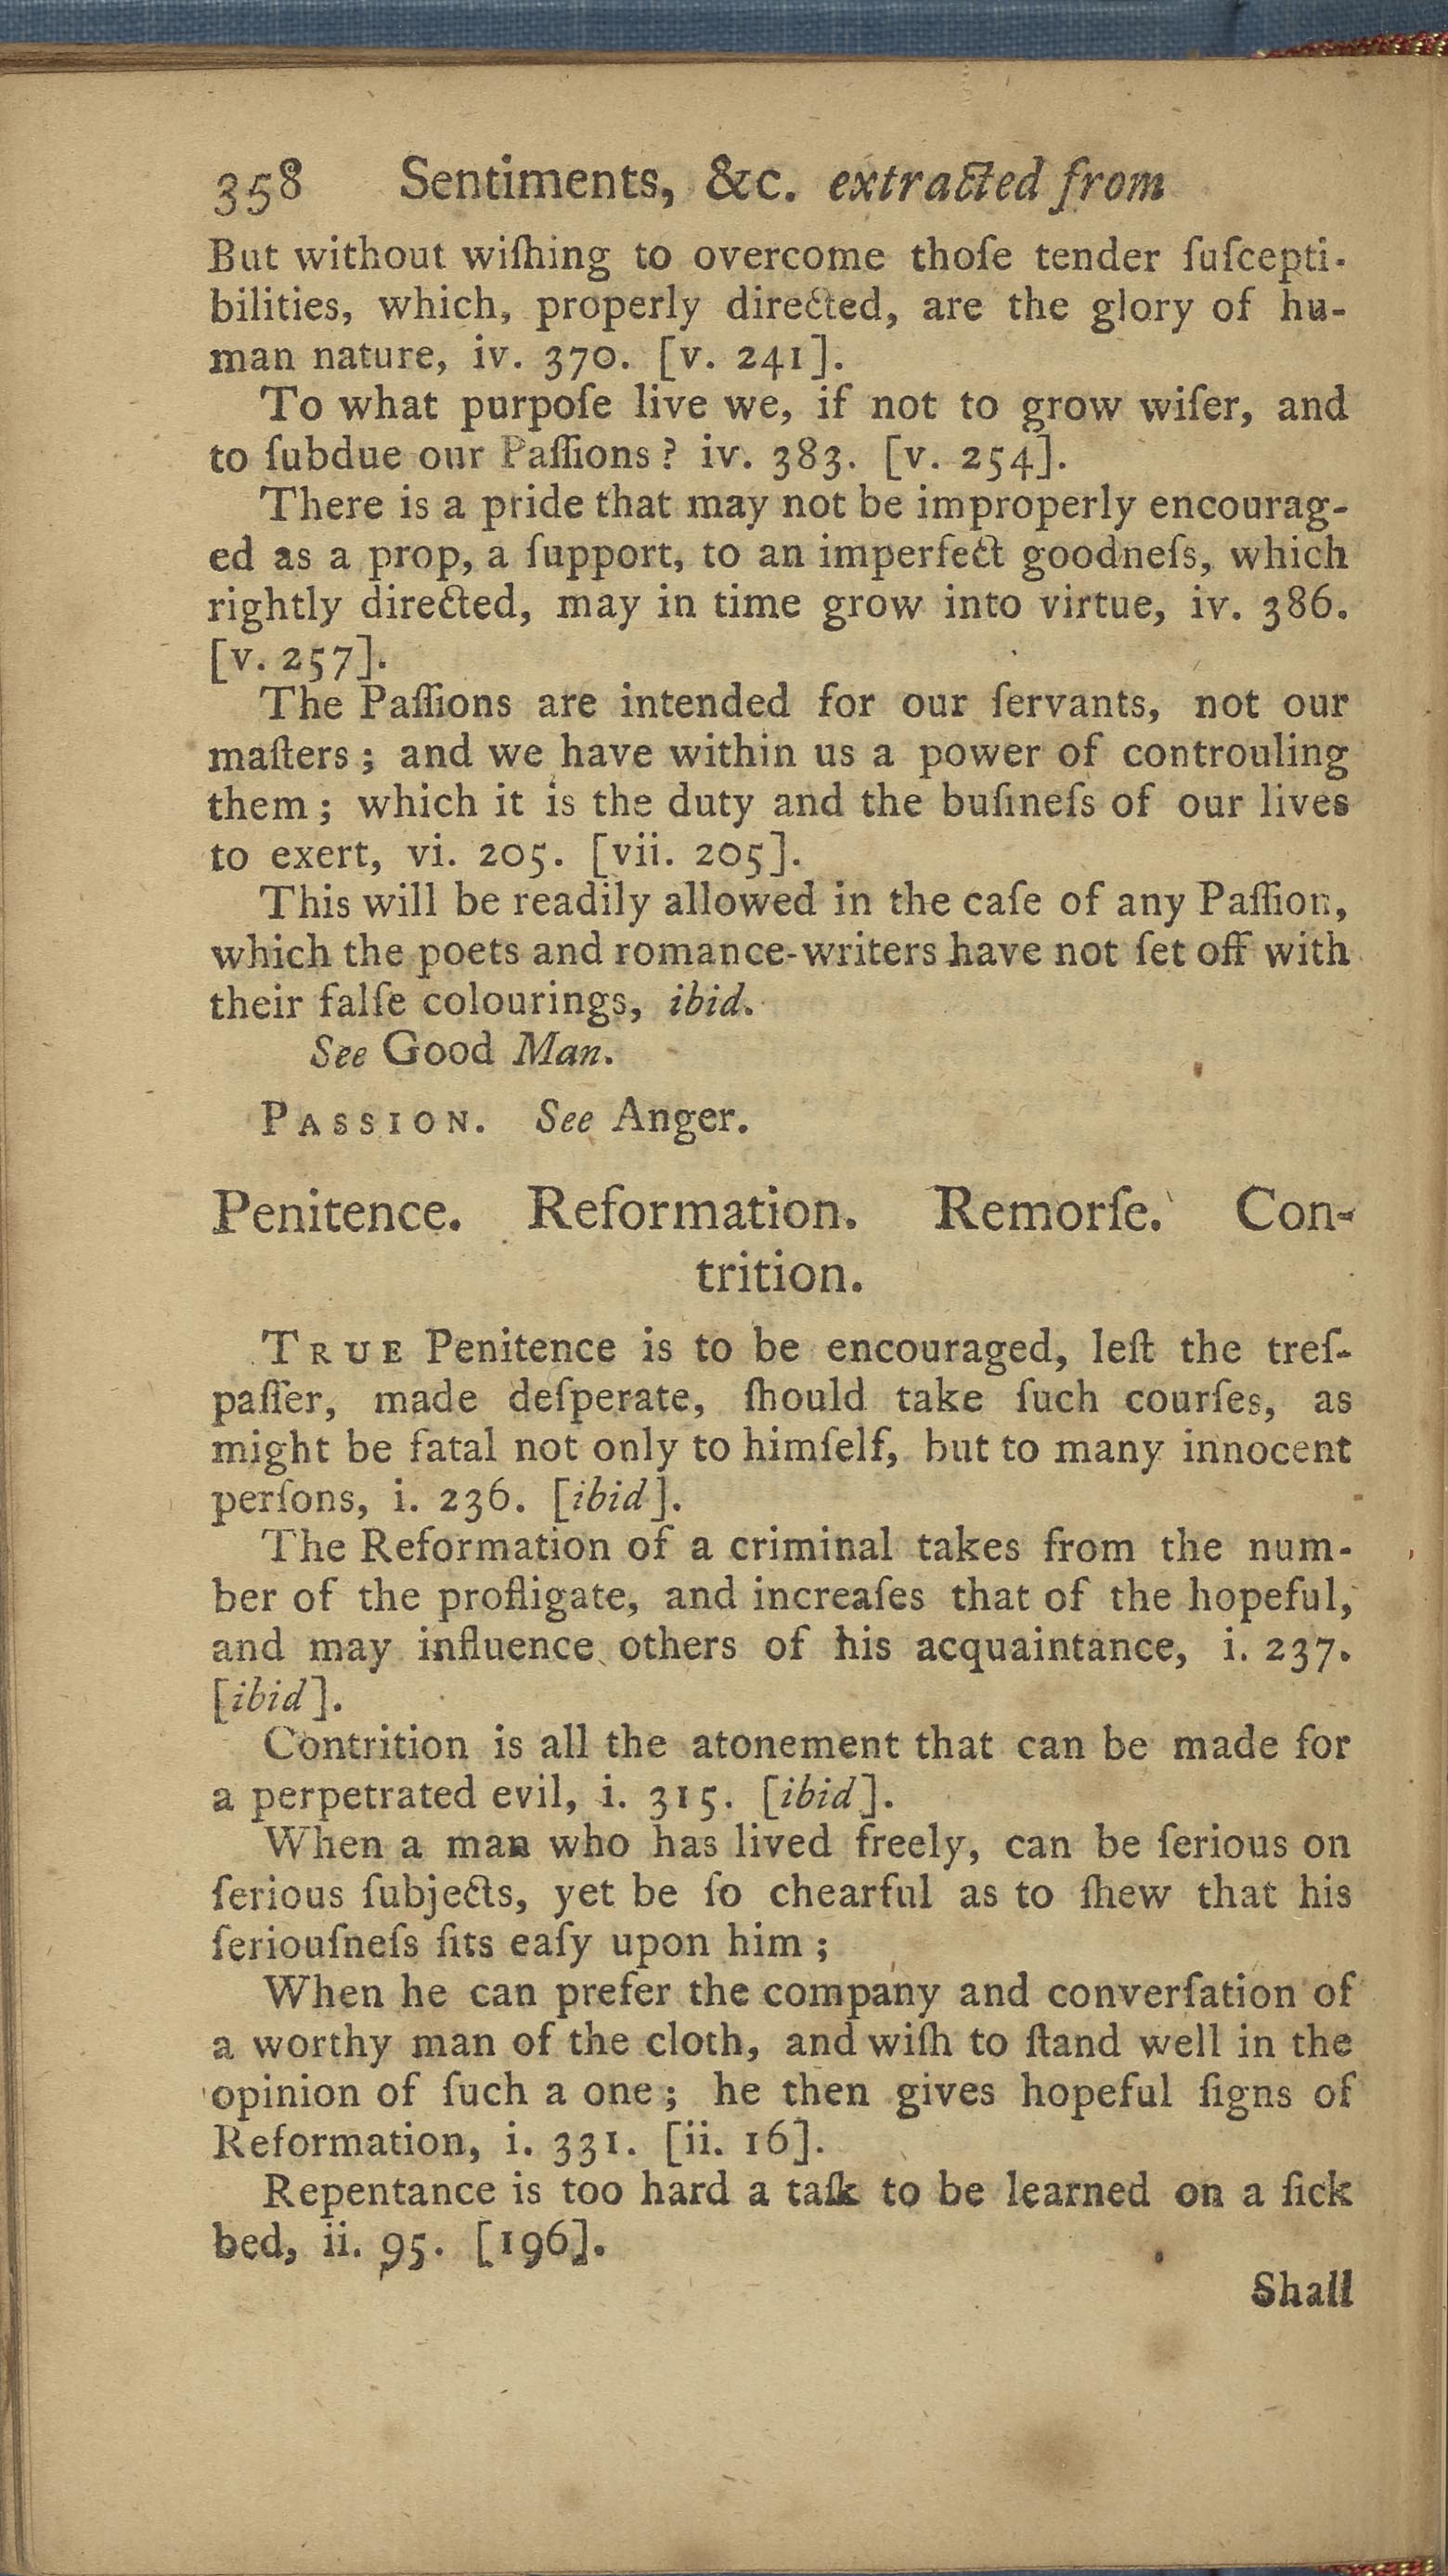 358 Sentiments, &c. extracted from
But without wiſhing to overcome thoſe tender ſuſcepti-
bilities, which, properly directed, are the glory of hu-
man nature, iv. 370. [v. 241].
To what purpoſe live we, if not to grow wiſer, and
to ſubdue our Paſſions? iv. 383. [v. 254].
There is a pride that may not be improperly encourag-
ed as a prop, a ſupport, to an imperfect goodneſs, which
rightly directed, may in time grow into virtue, iv. 386.
[v. 257].
The Paſſions are intended for our ſervants, not our
maſters; and we have within us a power of controuling
them; which it is the duty and the buſineſs of our lives
to exert, vi. 205. [vii. 205].
This will be readily allowed in the caſe of any Paſſion,
which the poets and romance-writers have not ſet off with
their falſe colourings, ibid.
See Good Man.
PASSION. See Anger.
Penitence. Reformation. Remorſe. Con-
trition.
TRUE Penitence is to be encouraged, leſt the treſ-
paſſer, made deſperate, ſhould take ſuch courſes, as
might be fatal not only to himſelf, but to many innocent
perſons, i. 236. [ibid].
The Reformation of a criminal takes from the num-
ber of the profligate, and increaſes that of the hopeful,
and may influence others of his acquaintance, i. 237.
[ibid].
Contrition is all the atonement that can be made for
a perpetrated evil, i. 315. [ibid].
When a man who has lived freely, can be ſerious on
ſerious ſubjects, yet be ſo chearful as to ſhew that his
ſeriouſneſs ſits eaſy upon him;
When he can prefer the company and converſation of
a worthy man of the cloth, and wiſh to ſtand well in the
opinion of ſuch a one; he then gives hopeful ſigns of
Reformation, i. 331. [ii. 16].
Repentance is too hard a taſk to be learned on a ſick
bed, ii. 95. [196].
Shall